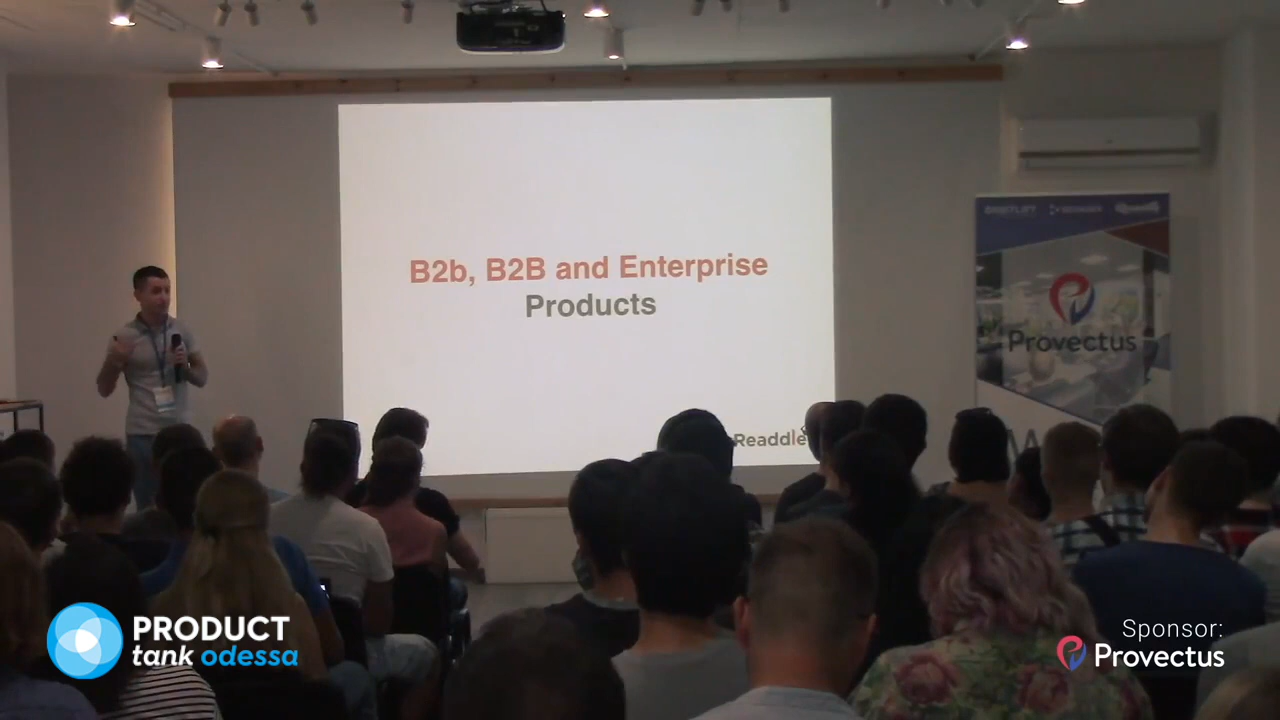 B2b, B2B and Enterprise
Products
Readdle
Provectus
PRODUCT
tank odessa
Sponsor:
Provectus